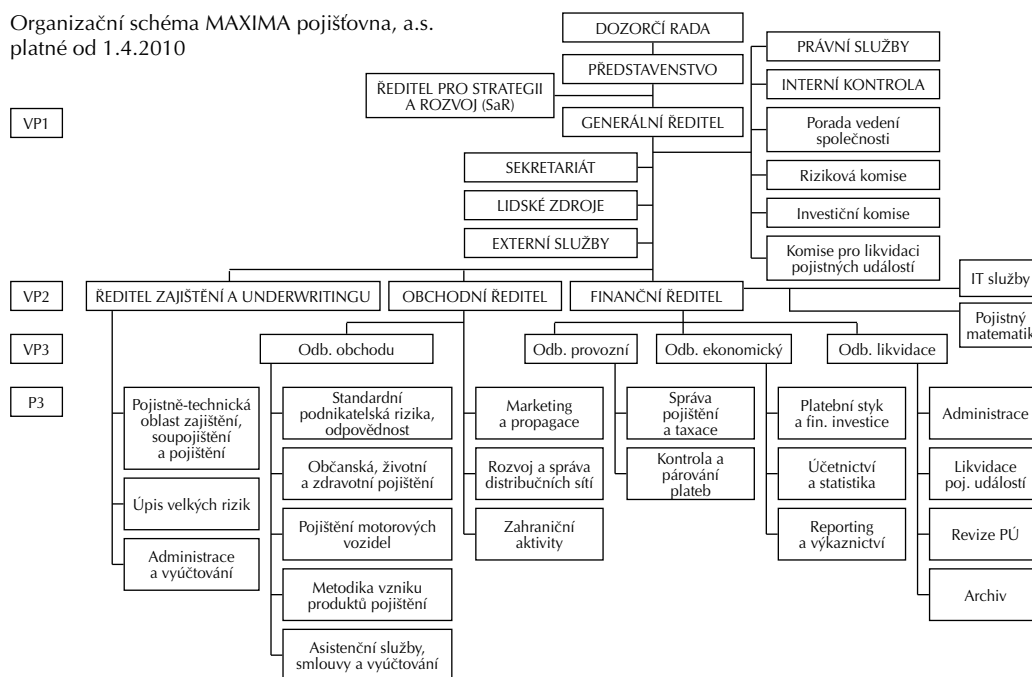 Organizační schéma MAXIMA pojišťovna, a.s.
platné od 1.4.2010
DOZORČÍ RADA
PŘEDSTAVENSTVO
ŘEDITEL PRO STRATEGII
A ROZVOJ (SaR)
VP1
GENERÁLNÍ ŘEDITEL
PRÁVNÍ SLUŽBY
INTERNÍ KONTROLA
Porada vedení
společnosti
Riziková komise
Investiční komise
Komise pro likvidaci
pojistných událostí
SEKRETARIÁT
LIDSKÉ ZDROJE
EXTERNÍ SLUŽBY
VP2
ŘEDITEL ZAJIŠTĚNÍ A UNDERWRITINGU
OBCHODNÍ ŘEDITEL
FINANČNÍ ŘEDITEL
IT služby
Pojistný
matematik
VP3
Odb. obchodu
Odb. provozní
Odb. ekonomický
Odb. likvidace
P3
Pojistně-technická
oblast zajištění,
soupojištění
a pojištění
Úpis velkých rizik
Administrace
a vyúčtování
Standardní
podnikatelská rizika,
odpovědnost
Občanská, životní
a zdravotní pojištění
Pojištění motorových
vozidel
Metodika vzniku
produktů pojištění
Asistenční služby,
smlouvy a vyúčtování
Marketing
a propagace
Rozvoj a správa
distribučních sítí
Zahraniční
aktivity
Správa
pojištění
a taxace
Kontrola a
párování
plateb
Platební styk
a fin. investice
Účetnictví
a statistika
Reporting
a výkaznictví
Administrace
Likvidace
poj. událostí
Revize PÚ
Archiv